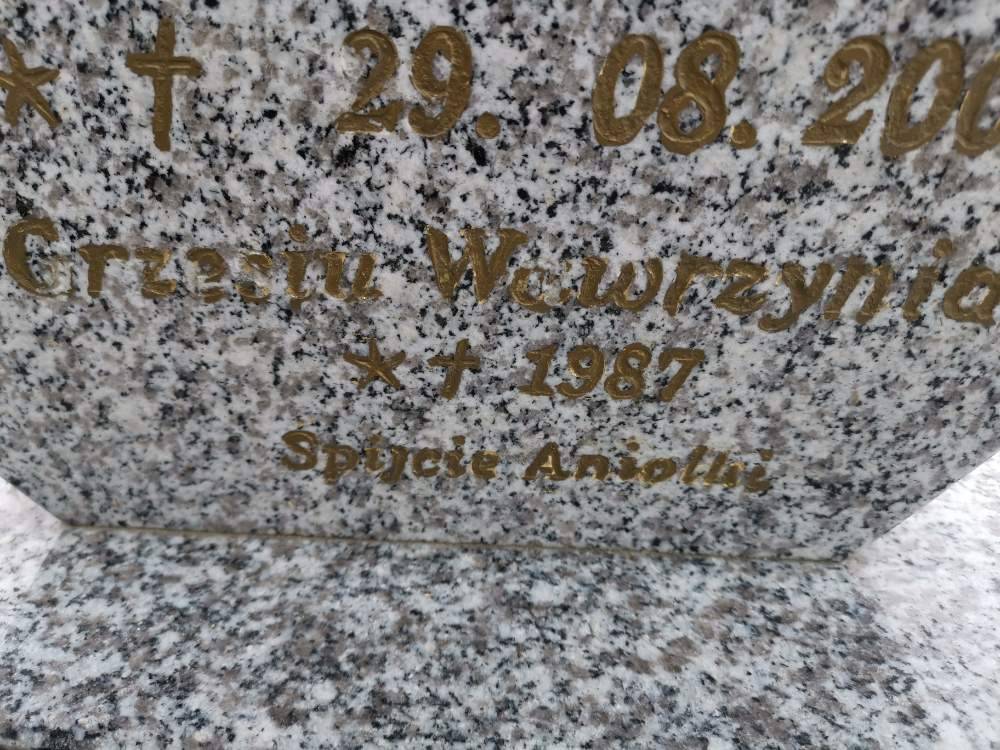 * † 29. 08. 200
Grzesiu Wawrzynia
* † 1987
Śpijcie Aniołki